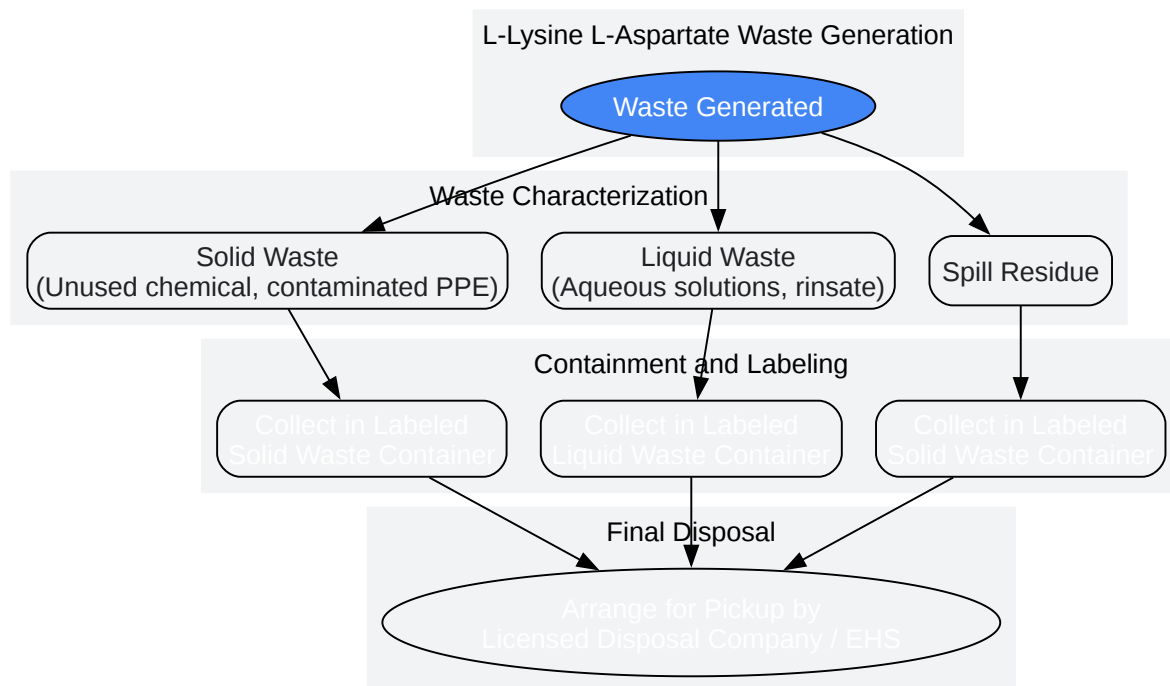 L-Lysine L-Aspartate Waste Generation
Waste Generated
Waste Characterization
Solid Waste
(Unused chemical, contaminated PPE)
Liquid Waste
(Aqueous solutions, rinsate)
Spill Residue
Containment and Labeling
Collect in Labeled
Solid Waste Container
Collect in Labeled
Liquid Waste Container
Collect in Labeled
Solid Waste Container
Final Disposal
Arrange for Pickup by
Licensed Disposal Company / EHS